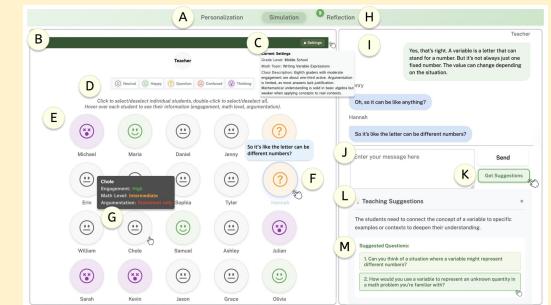 A Personalization Simulation Reflection H
B
C
Settings
Current Settings
Grade Level: Middle School
Math Topic: Writing Variable Expressions
Class Description: Eighth graders with moderate
engagement are about one-third active. Argumentation
is limited, as most answers lack justification.
Mathematical understanding is solid in basic algebra but
weaker when applying concepts to real contexts.
Teacher
D
Neutral Happy Question Confused Thinking
Click to select/deselect individual students, double-click to select/deselect all.
Hover over each student to see their information (engagement, math level, argumentation).
E
Michael Maria Daniel Jenny
So it's like the letter can be
different numbers?
F
Chole
Engagement: High
Math Level: Intermediate
Argumentation:
G
Eric Sophia Tyler Hannah
William Chole Samuel Ashley Julian
Sarah Kevin Jason Grace Olivia
I
Teacher
Yes, that's right. A variable is a letter that can
stand for a number. But it's not always just one
fixed number. The value can change depending
on the situation.
Oh, so it can be like anything?
Hannah
So it's like the letter can be different numbers?
J
Enter your message here
Send
K
Get Suggestions
L
Teaching Suggestions ×
The students need to connect the concept of a variable to specific
examples or contexts to deepen their understanding.
M
Suggested Questions:
1. Can you think of a situation where a variable might represent
different numbers?
2. How would you use a variable to represent an unknown quantity in
a math problem you're familiar with?